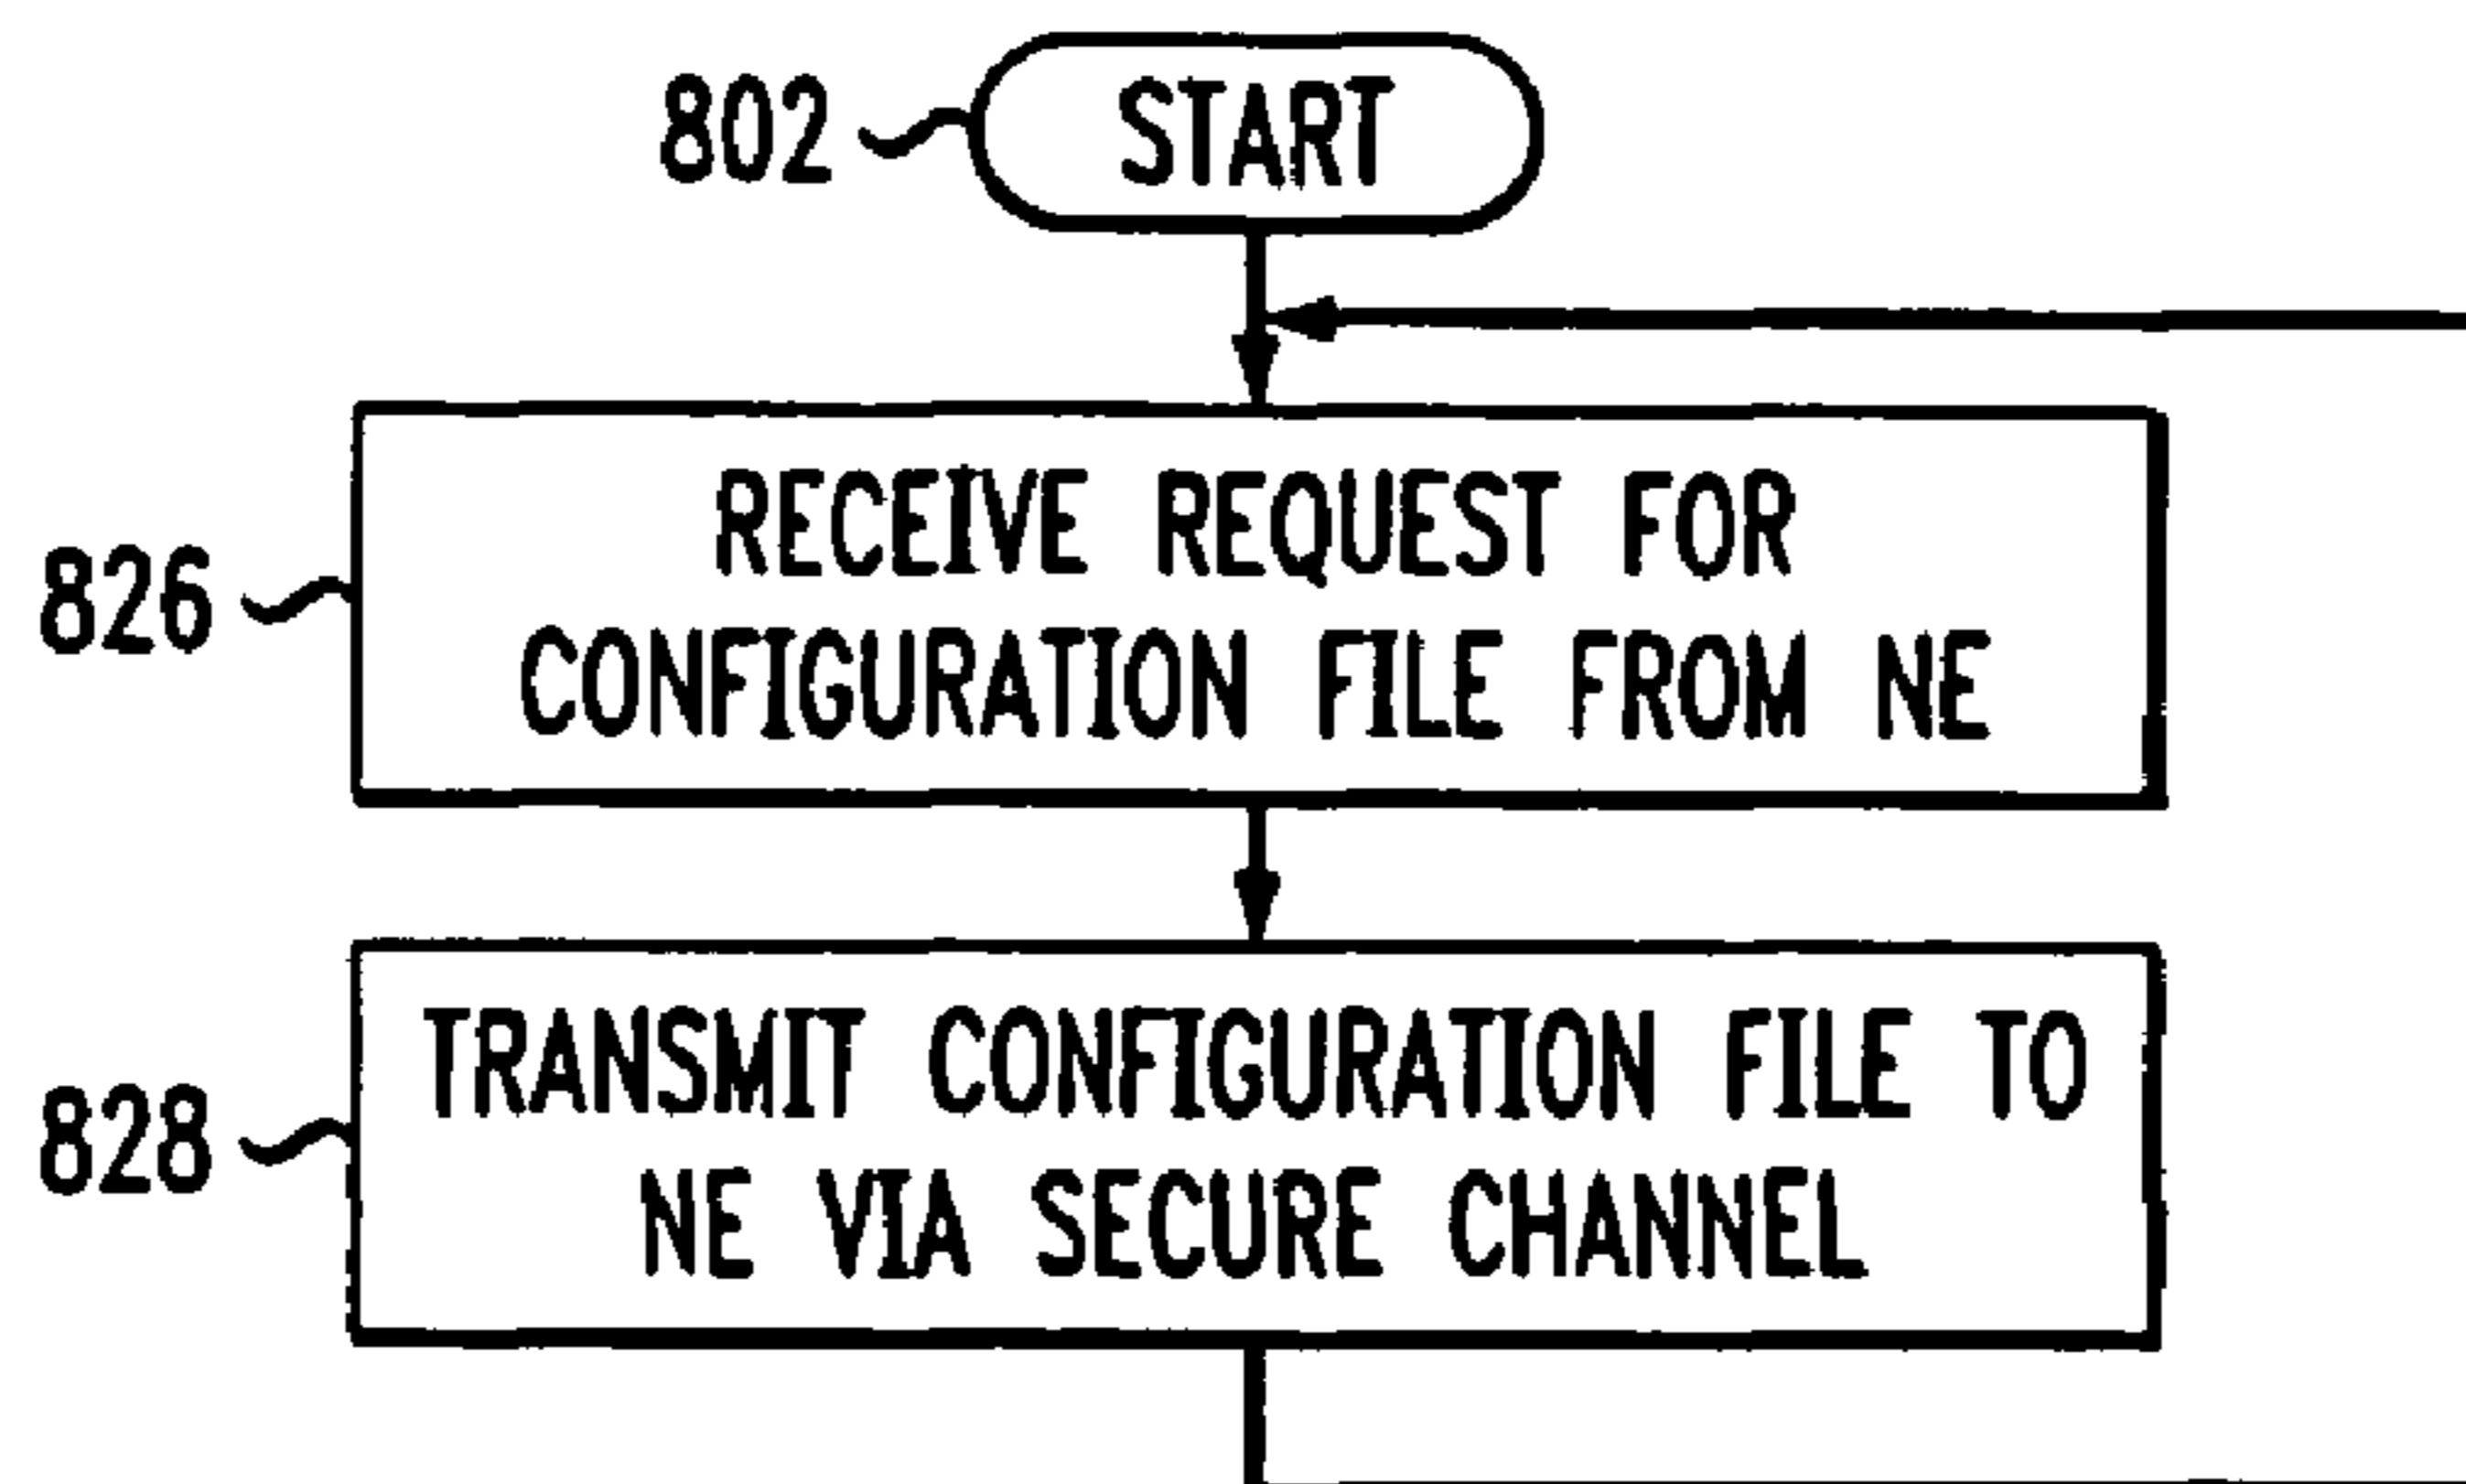 802 START
826 RECEIVE REQUEST FOR
CONFIGURATION FILE FROM NE
828 TRANSMIT CONFIGURATION FILE TO
NE VIA SECURE CHANNEL